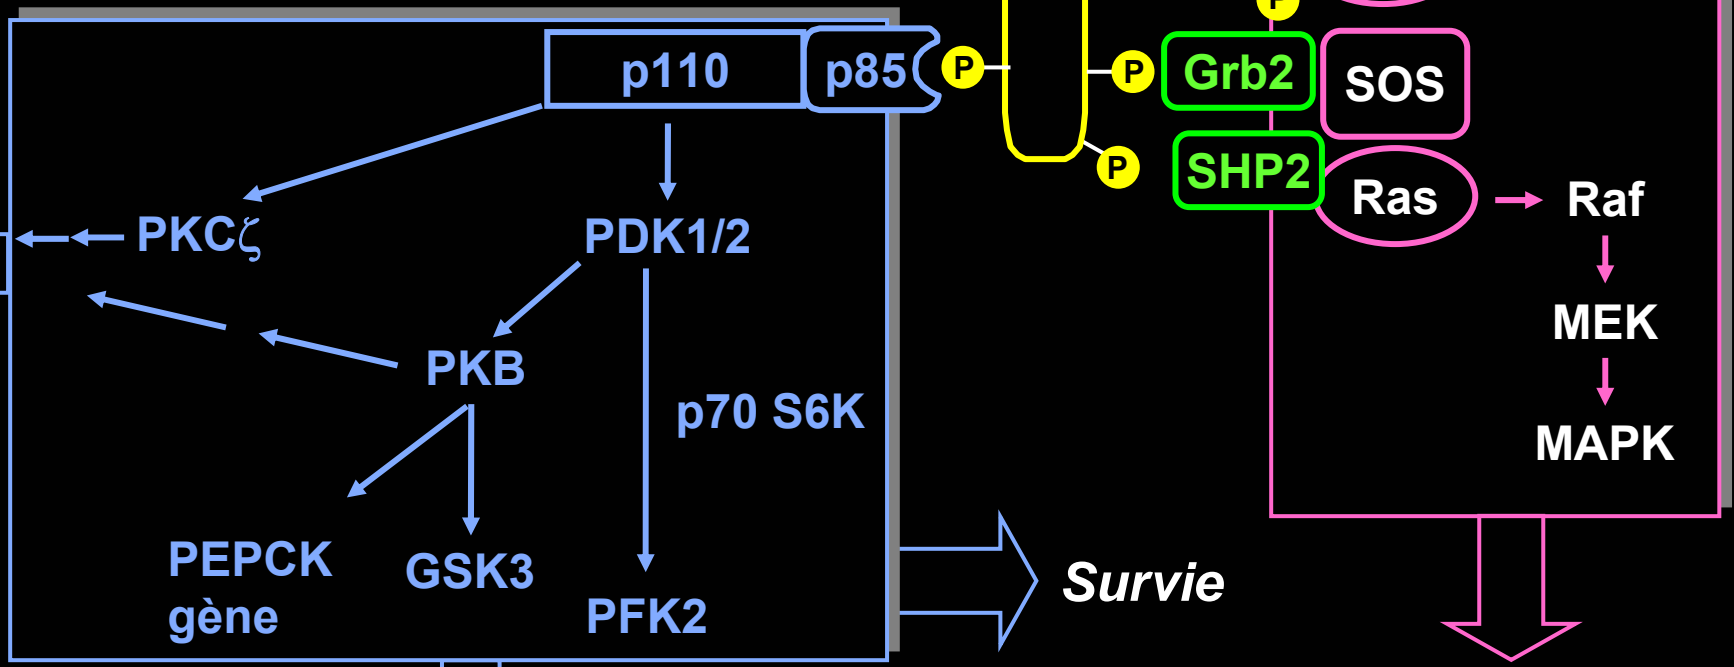 P
p110
p85
P
P
Grb2
SOS
P
SHP2
Ras
Raf
PKCζ
PDK1/2
MEK
PKB
p70 S6K
MAPK
PEPCK
gène
GSK3
PFK2
Survie